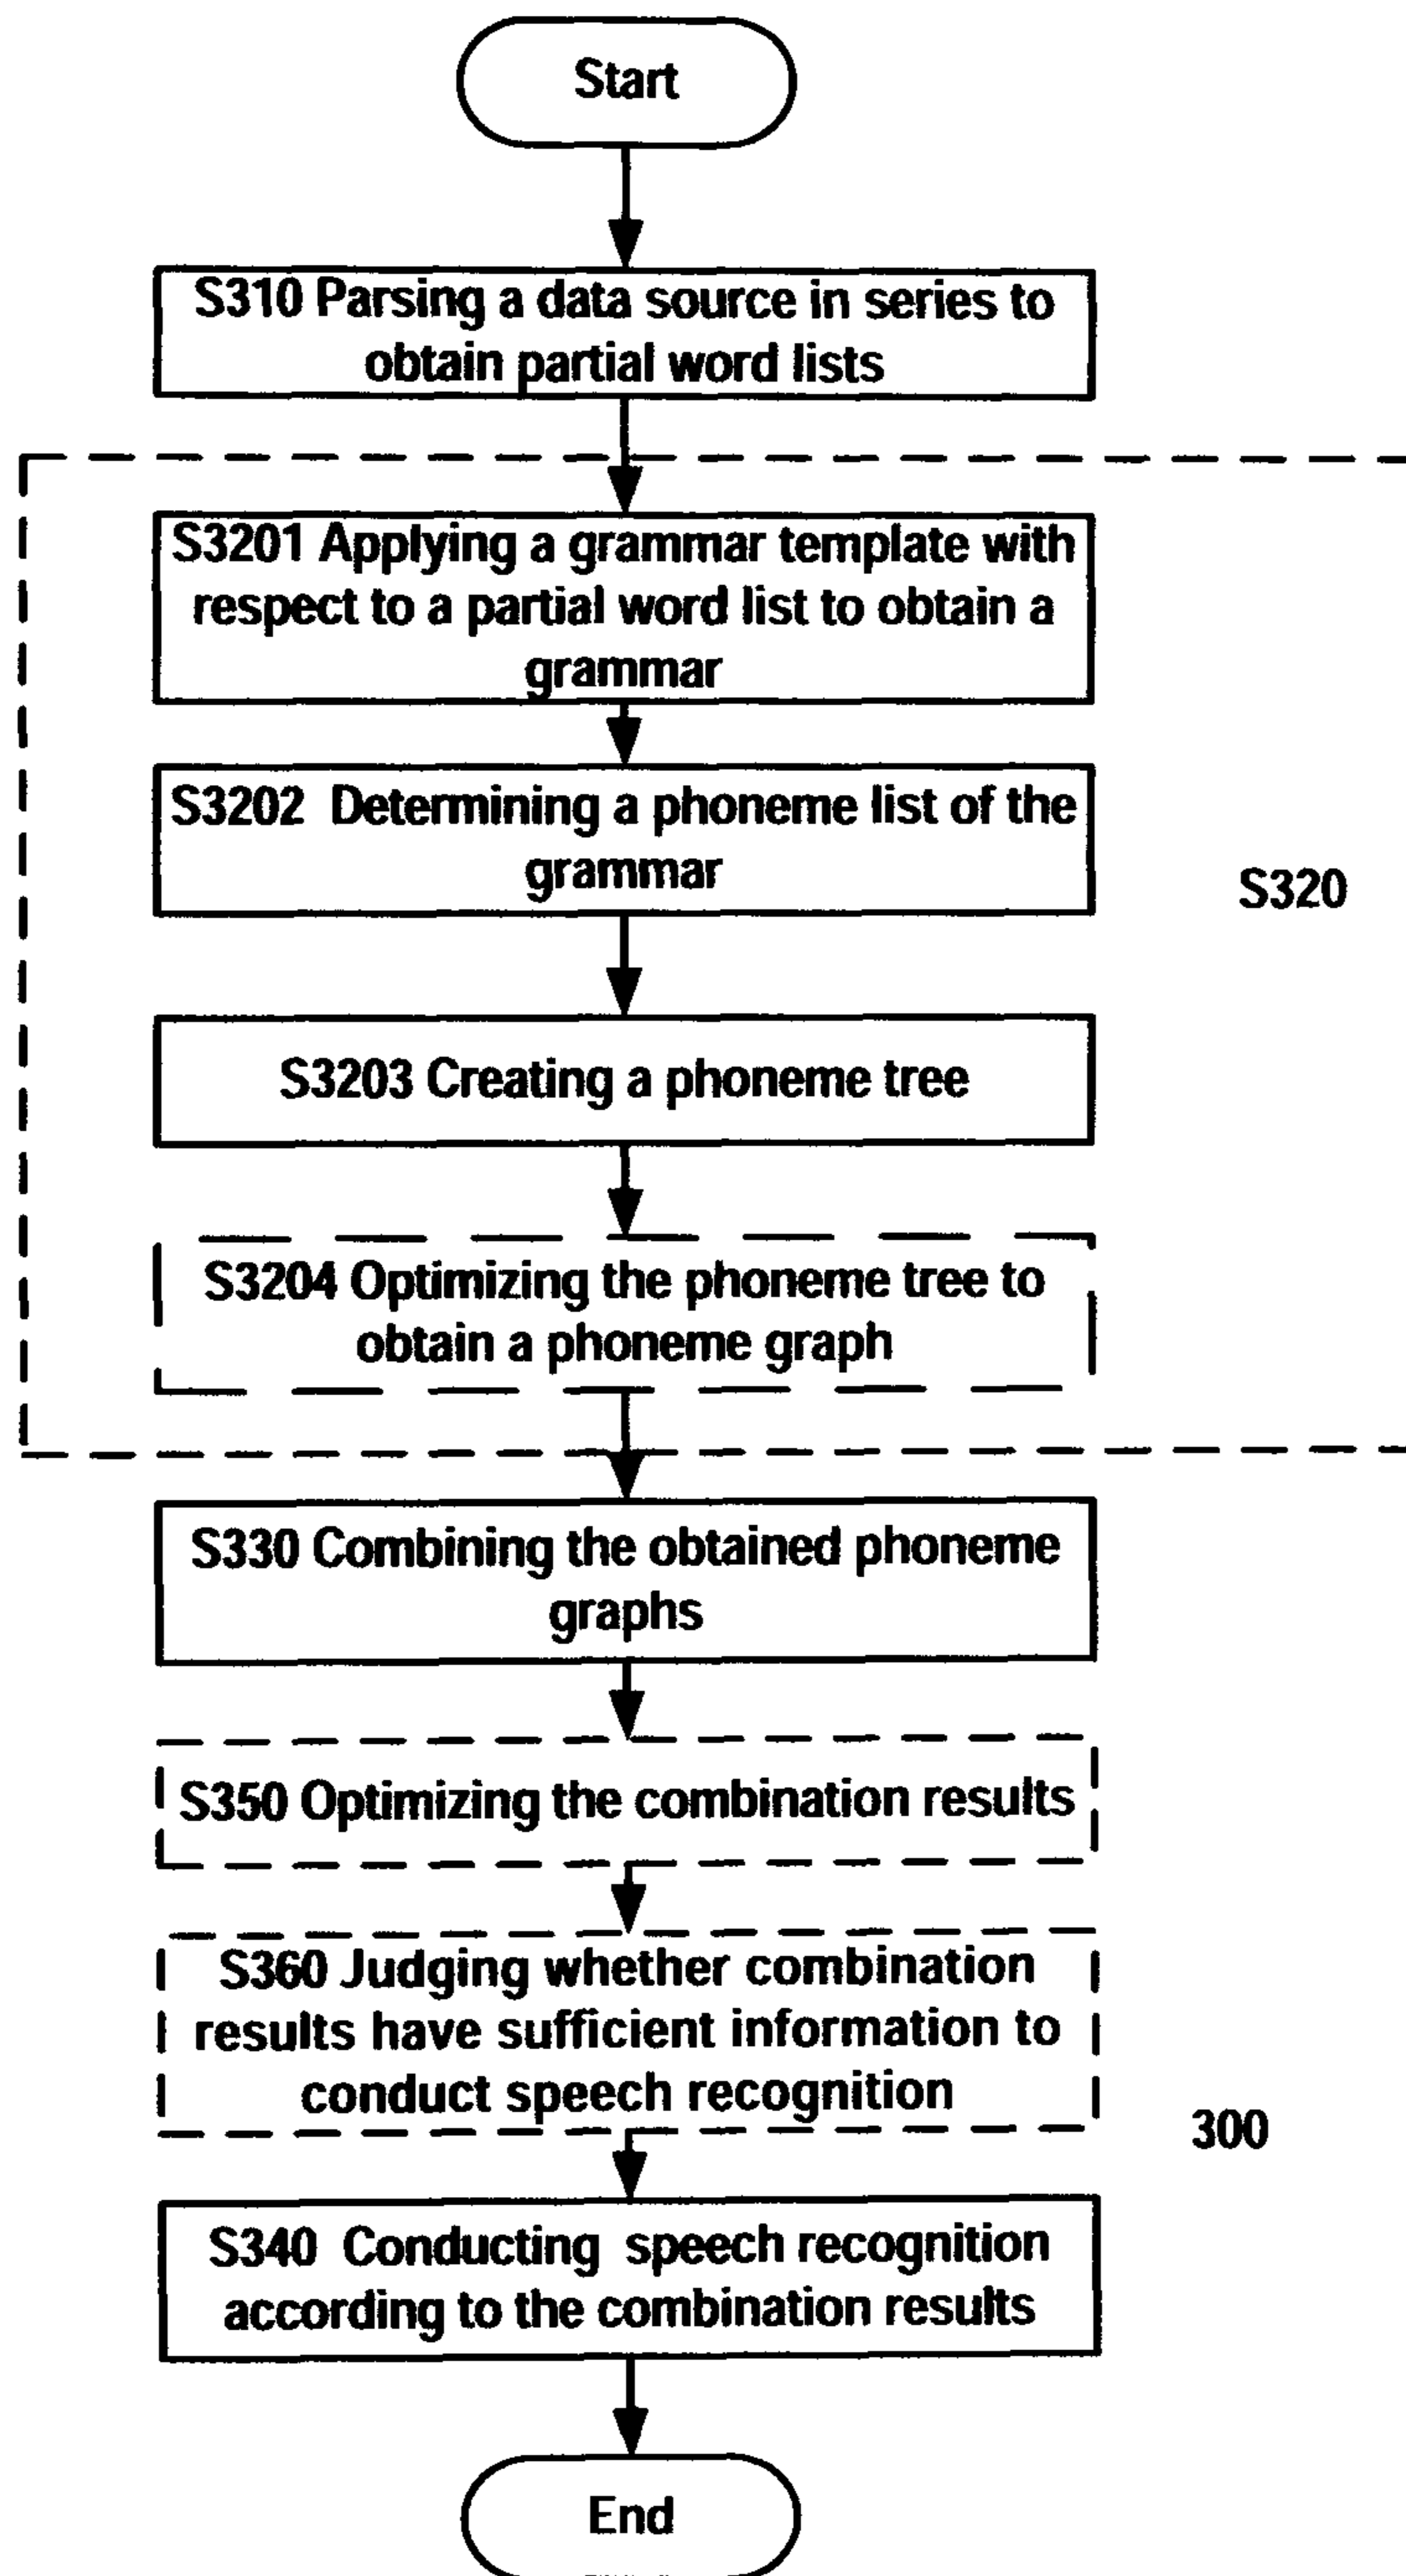 Start
S310 Parsing a data source in series to
obtain partial word lists
S3201 Applying a grammar template with
respect to a partial word list to obtain a
grammar
S3202 Determining a phoneme list of the
grammar
S320
S3203 Creating a phoneme tree
S3204 Optimizing the phoneme tree to
obtain a phoneme graph
S330 Combining the obtained phoneme
graphs
S350 Optimizing the combination results
S360 Judging whether combination
results have sufficient information to
conduct speech recognition
300
S340 Conducting speech recognition
according to the combination results
End